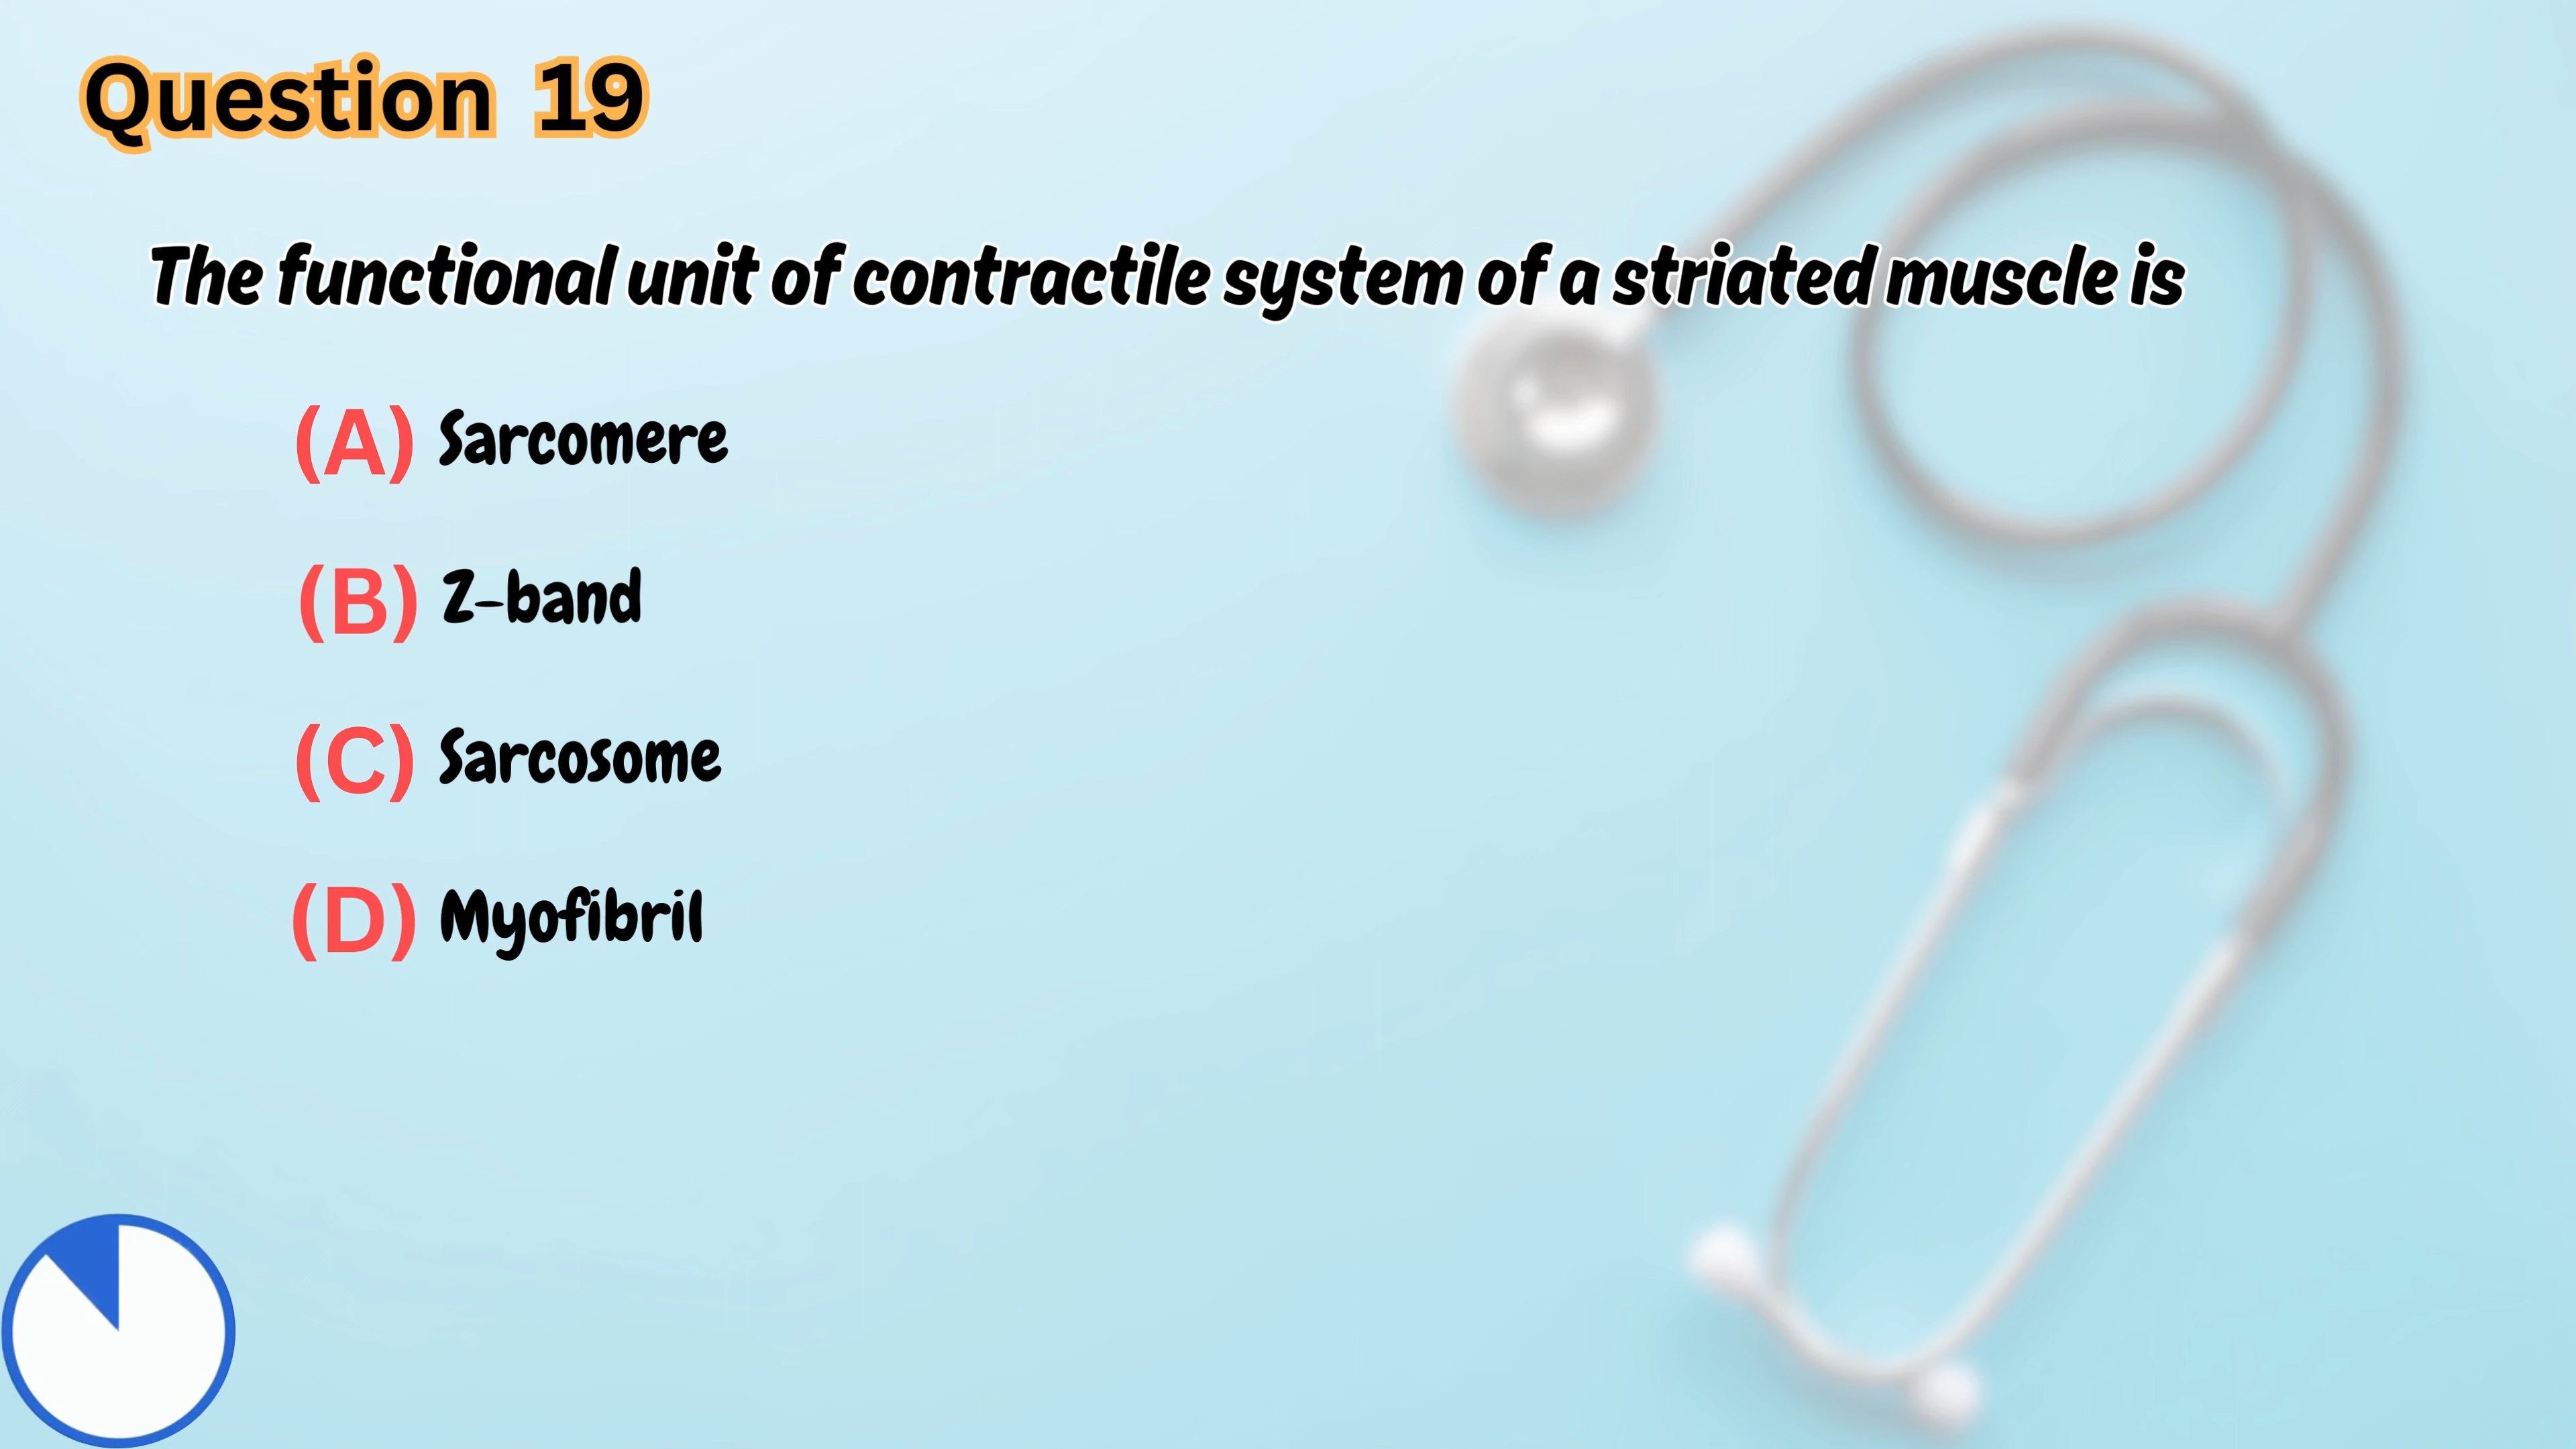 Question 19
The functional unit of contractile system of a striated muscle is
(A) Sarcomere
(B) Z-band
(C) Sarcosome
(D) Myofibril